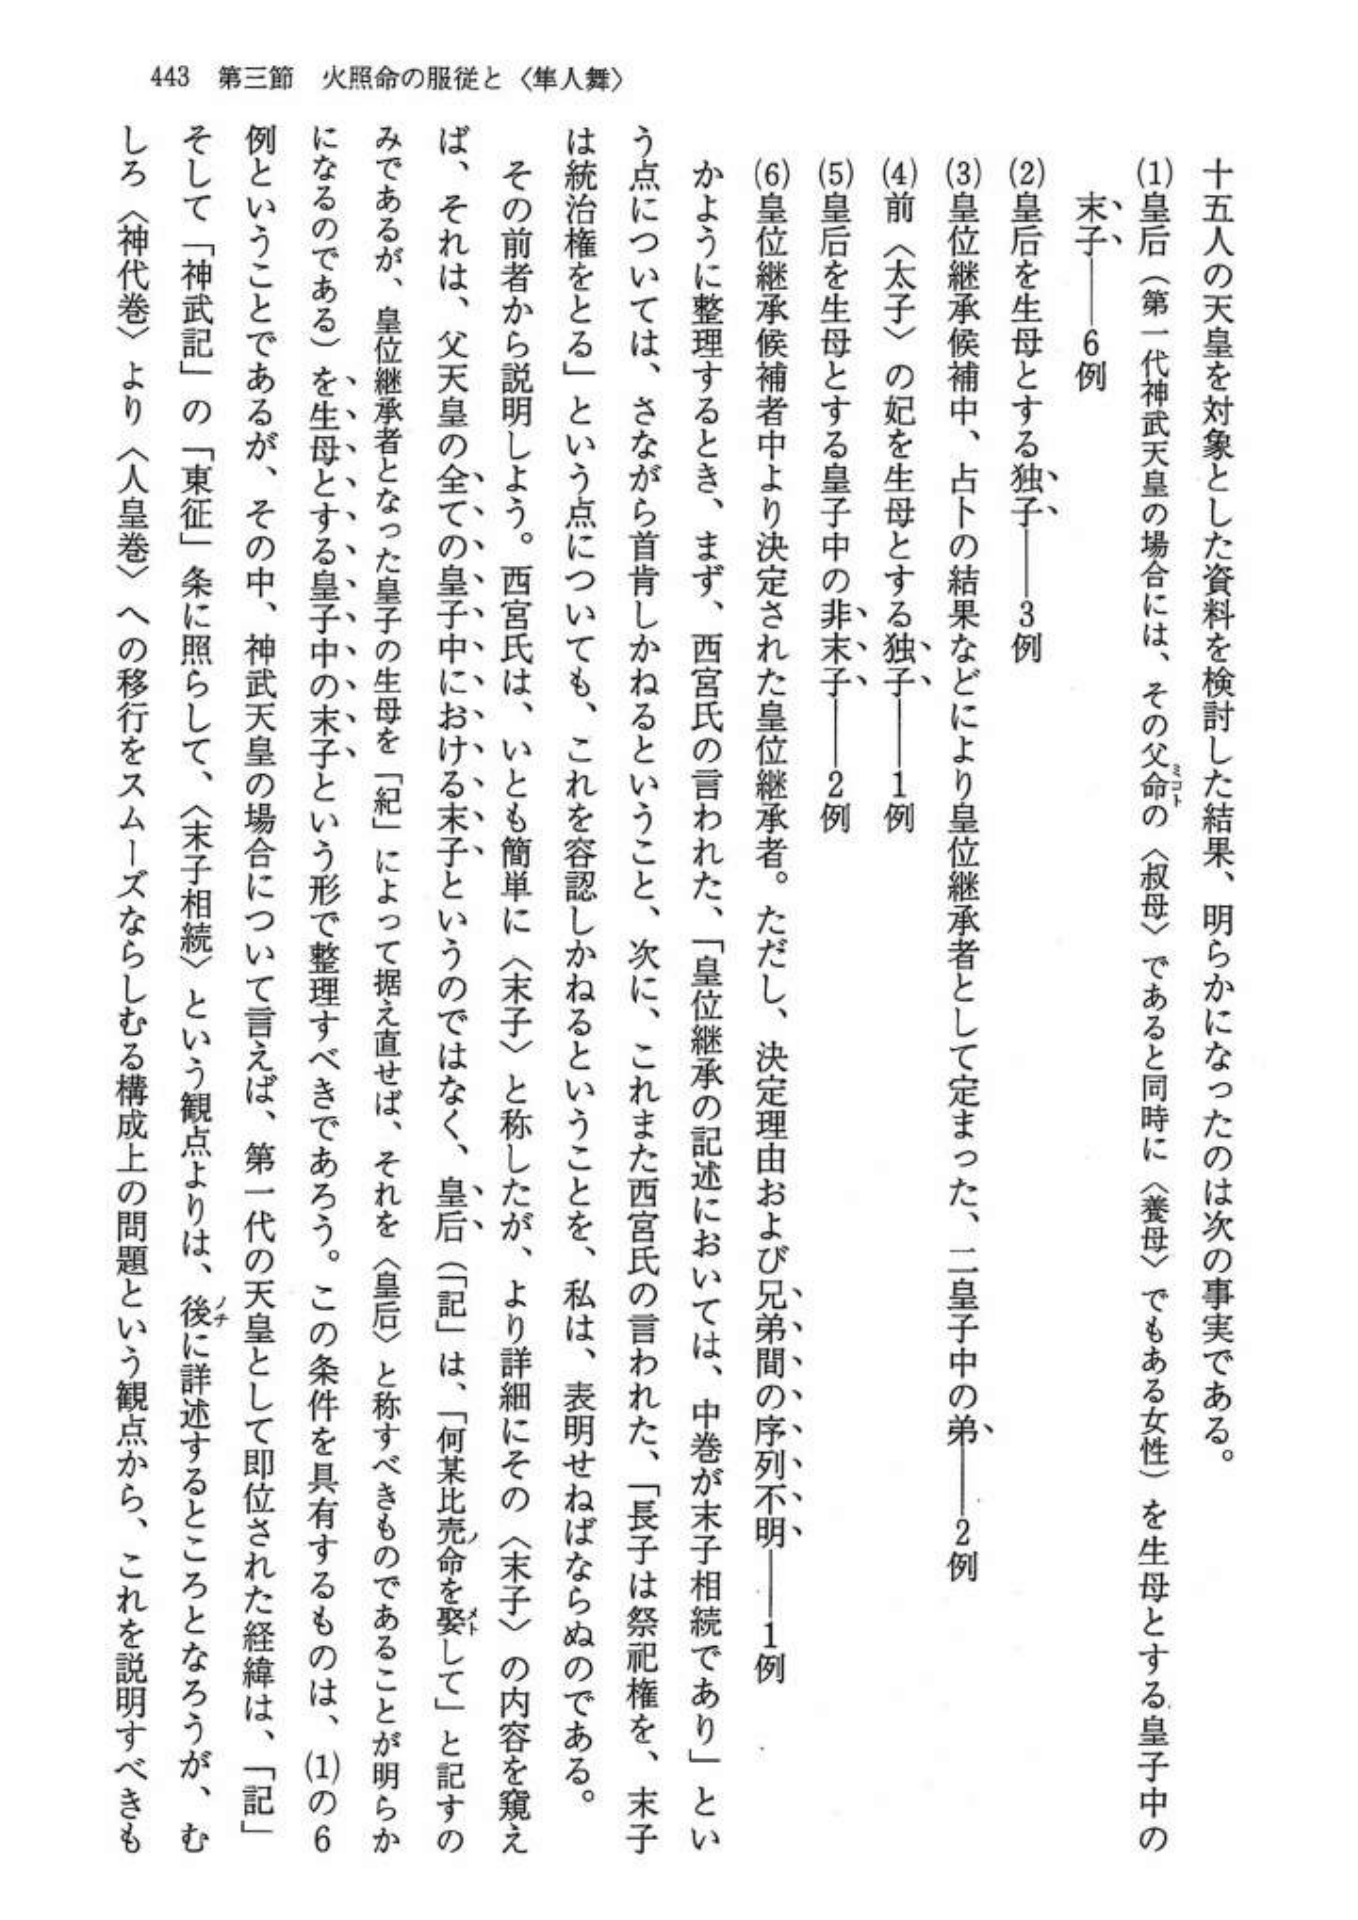 443　第三節　火照命の服従と〈隼人舞〉
十五人の天皇を対象とした資料を検討した結果、明らかになったのは次の事実である。
(1)皇后（第一代神武天皇の場合には、その父命ミコトの〈叔母〉であると同時に〈養母〉でもある女性）を生母とする皇子中の
末子――6例
(2)皇后を生母とする独子――3例
(3)皇位継承候補中、占卜の結果などにより皇位継承者として定まった、二皇子中の弟――2例
(4)前〈太子〉の妃を生母とする独子――1例
(5)皇后を生母とする皇子中の非末子――2例
(6)皇位継承候補者中より決定された皇位継承者。ただし、決定理由および兄弟間の序列不明――1例
かように整理するとき、まず、西宮氏の言われた、「皇位継承の記述においては、中巻が末子相続であり」とい
う点については、さながら首肯しかねるということ、次に、これまた西宮氏の言われた、「長子は祭祀権を、末子
は統治権をとる」という点についても、これを容認しかねるということを、私は、表明せねばならぬのである。
その前者から説明しよう。西宮氏は、いとも簡単に〈末子〉と称したが、より詳細にその〈末子〉の内容を窺え
ば、それは、父天皇の全ての皇子中における末子というのではなく、皇后（「記」は、「何某比売ノ命を娶メトして」と記すの
みであるが、皇位継承者となった皇子の生母を「紀」によって据え直せば、それを〈皇后〉と称すべきものであることが明らか
になるのである）を生母とする皇子中の末子という形で整理すべきであろう。この条件を具有するものは、(1)の6
例ということであるが、その中、神武天皇の場合について言えば、第一代の天皇として即位された経緯は、「記」
そして「神武記」の「東征」条に照らして、〈末子相続〉という観点よりは、後ノチに詳述するところとなろうが、む
しろ〈神代巻〉より〈人皇巻〉への移行をスムーズならしむる構成上の問題という観点から、これを説明すべきも